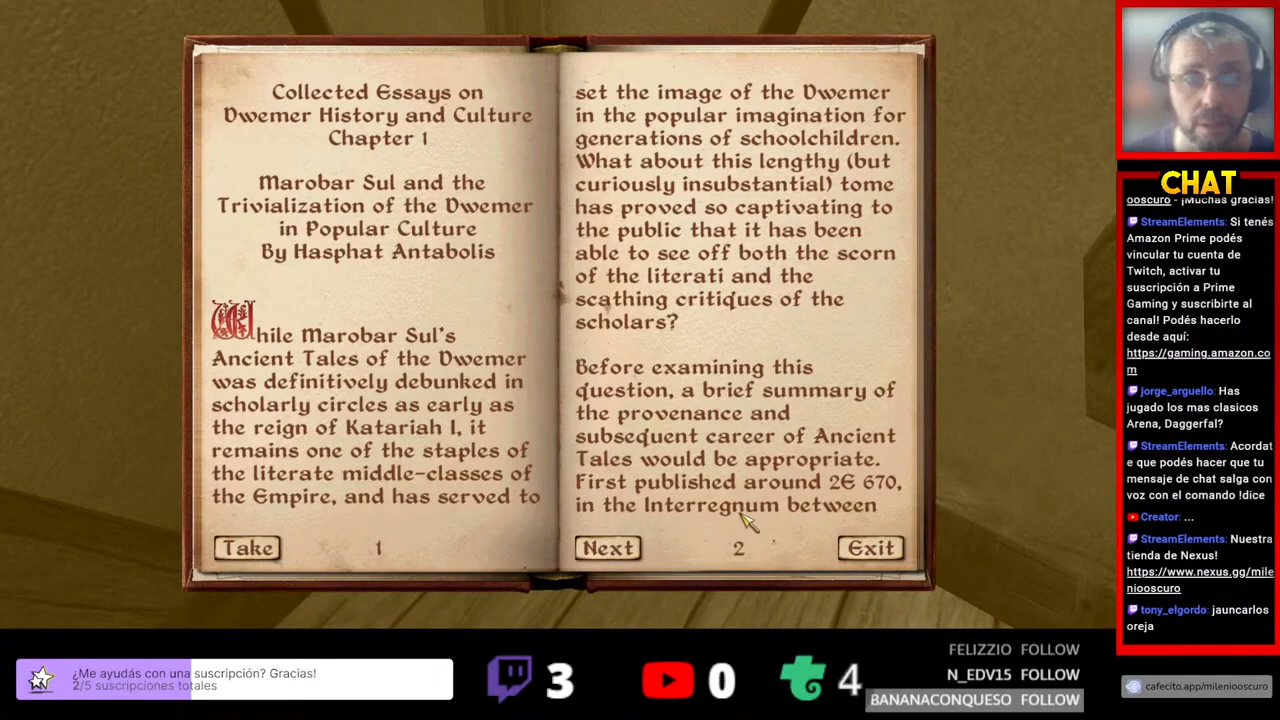 Collected Essays on
Dwemer History and Culture
Chapter 1
Marobar Sul and the
Trivialization of the Dwemer
in Popular Culture
By Hasphat Antabolis
While Marobar Sul's
Ancient Tales of the Dwemer
was definitively debunked in
scholarly circles as early as
the reign of Katariah I, it
remains one of the staples of
the literate middle-classes of
the Empire, and has served to
Take
1
set the image of the Dwemer
in the popular imagination for
generations of schoolchildren.
What about this lengthy (but
curiously insubstantial) tome
has proved so captivating to
the public that it has been
able to see off both the scorn
of the literati and the
scathing critiques of the
scholars?
Before examining this
question, a brief summary of
the provenance and
subsequent career of Ancient
Tales would be appropriate.
First published around 2E 670,
in the Interregnum between
Next
2
Exit
CHAT
ooscuro - ¡Muchas gracias!
StreamElements: Si tenés
Amazon Prime podés
vincular tu cuenta de
Twitch, activar tu
suscripción a Prime
Gaming y suscribirte al
canal! Podés hacerlo
desde aquí:
https://gaming.amazon.co
m
jorge_arguello: Has
jugado los mas clasicos
Arena, Daggerfal?
StreamElements: Acordat
e que podés hacer que tu
mensaje de chat salga con
voz con el comando !dice
Creator: ...
StreamElements: Nuestra
tienda de Nexus!
https://www.nexus.gg/mile
niooscuro
tony_elgordo: jauncarlos
oreja
¿Me ayudás con una suscripción? Gracias!
2/5 suscripciones totales
3
0
4
FELIZZIO FOLLOW
N_EDV15 FOLLOW
BANANACONQUESO FOLLOW
cafecito.app/mileniooscuro